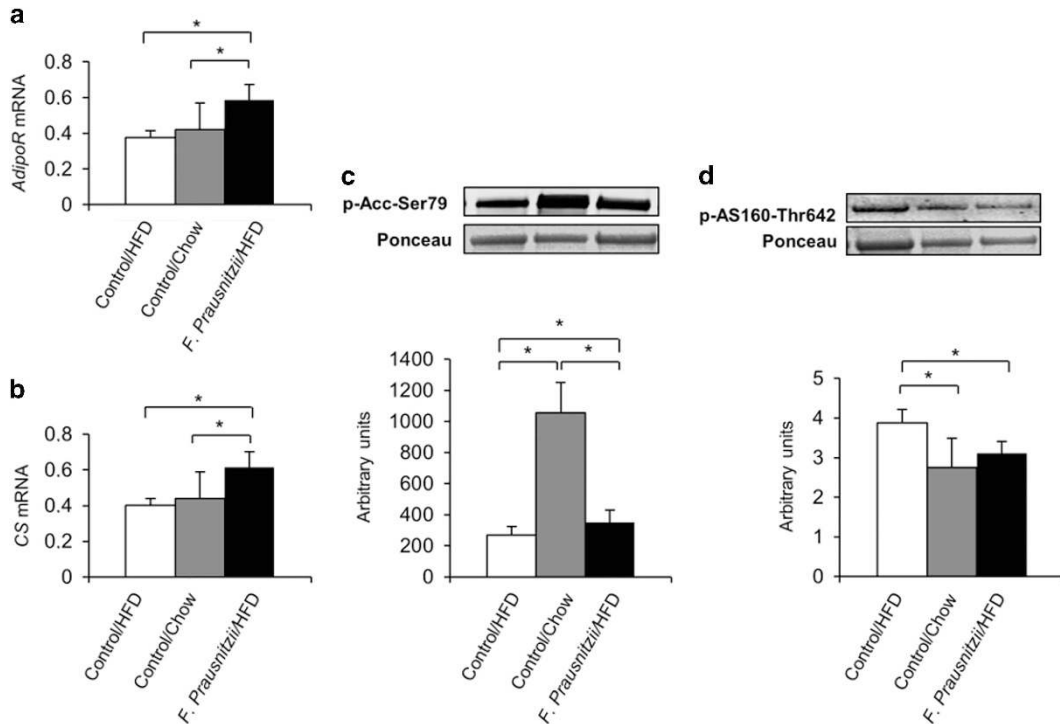 a
*
*
AdipoR mRNA
0.8
0.6
0.4
0.2
0
Control/HFD
Control/Chow
F. Prausnitzii/HFD
b
*
*
CS mRNA
0.8
0.6
0.4
0.2
0
Control/HFD
Control/Chow
F. Prausnitzii/HFD
c
p-Acc-Ser79
Ponceau
*
* *
Arbitrary units
1400
1200
1000
800
600
400
200
0
Control/HFD
Control/Chow
F. Prausnitzii/HFD
d
p-AS160-Thr642
Ponceau
*
*
Arbitrary units
5
4
3
2
1
0
Control/HFD
Control/Chow
F. Prausnitzii/HFD